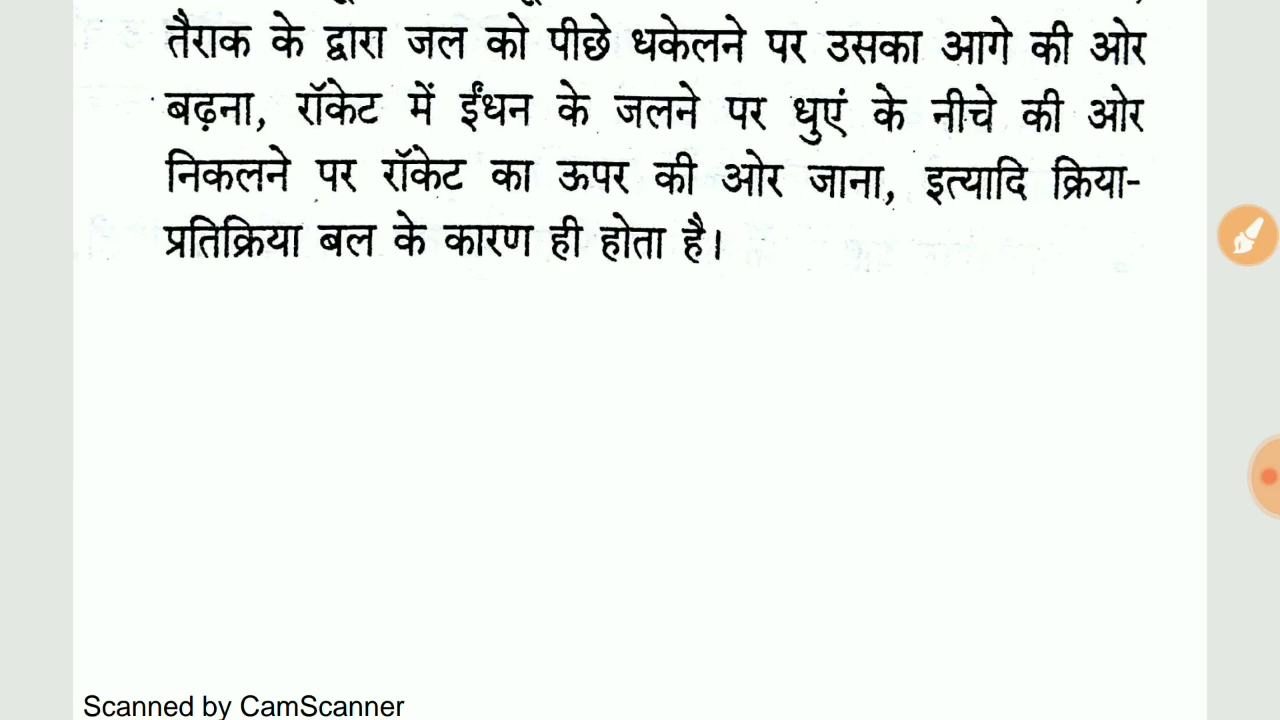 तैराक के द्वारा जल को पीछे धकेलने पर उसका आगे की ओर
बढ़ना, रॉकेट में ईंधन के जलने पर धुएं के नीचे की ओर
निकलने पर रॉकेट का ऊपर की ओर जाना, इत्यादि क्रिया-
प्रतिक्रिया बल के कारण ही होता है।
Scanned by CamScanner